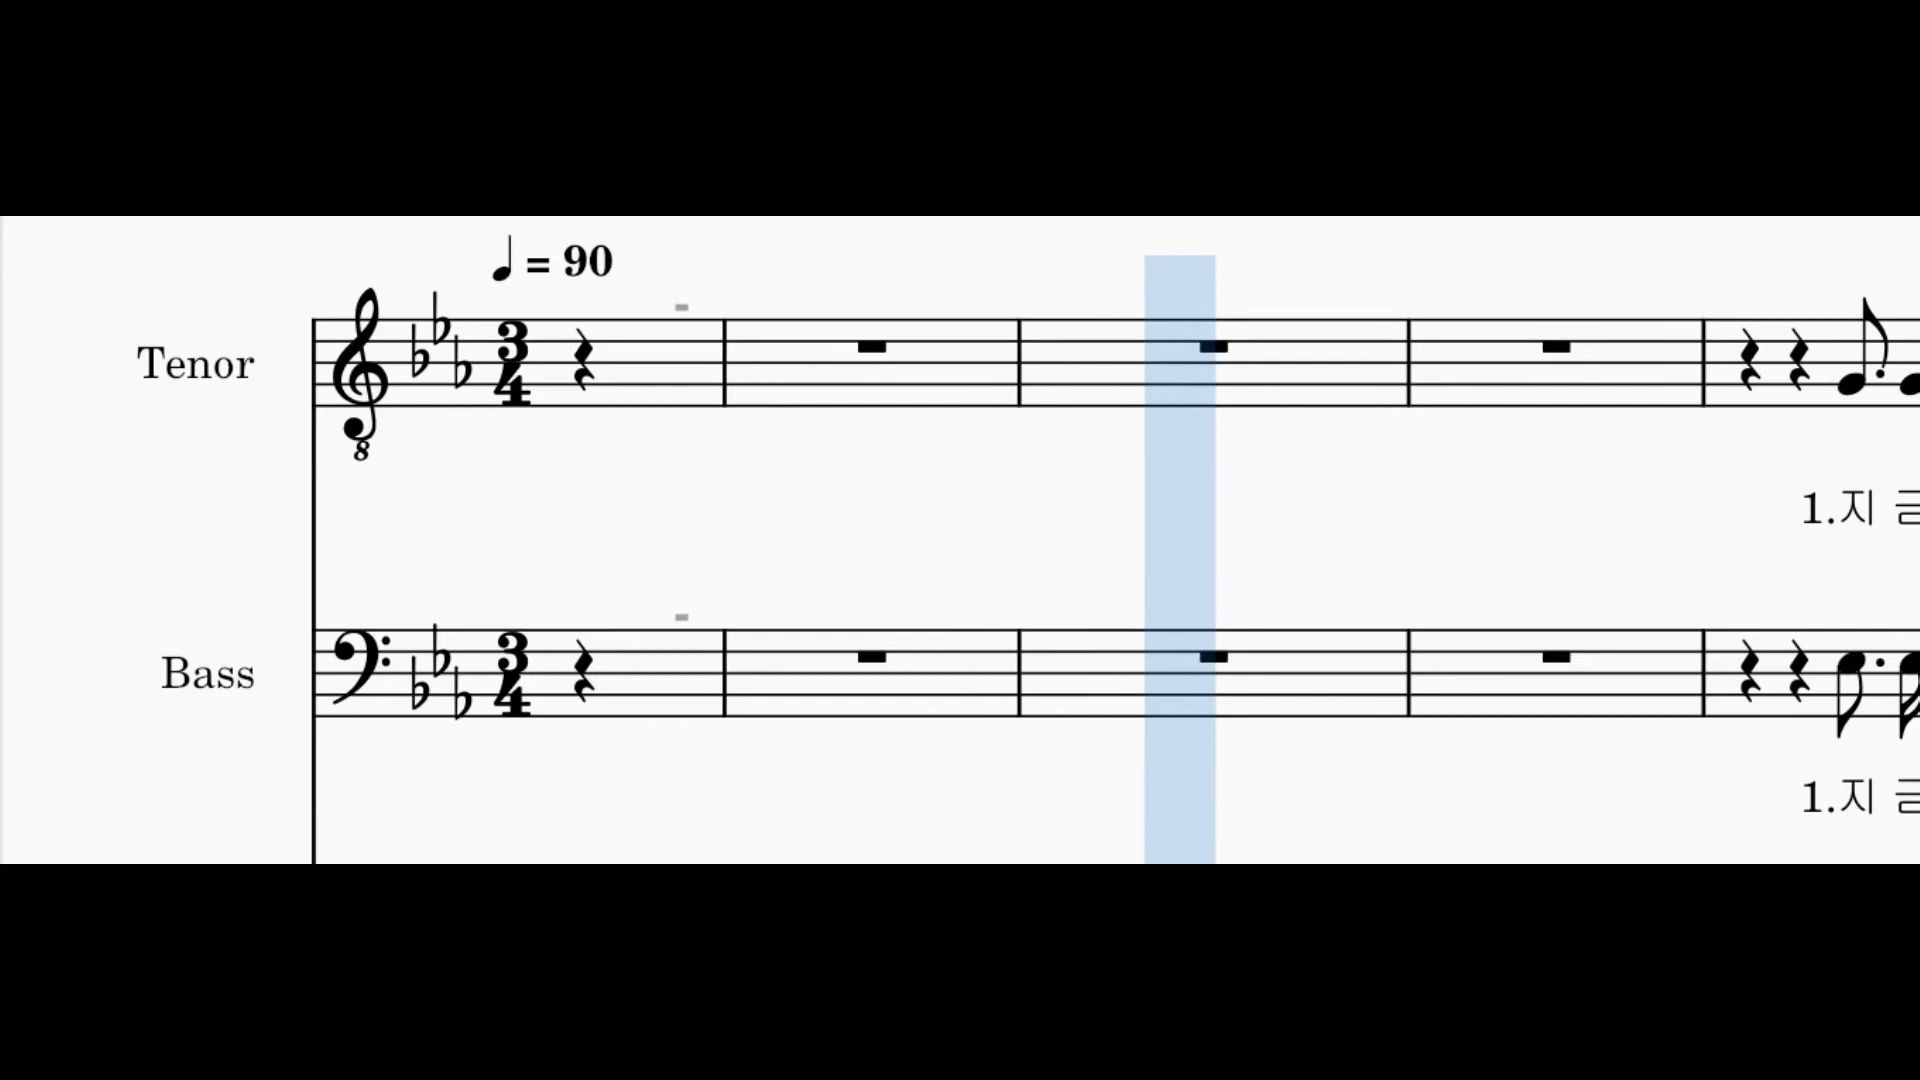 ♩ = 90
Tenor
1.지
Bass
1.지